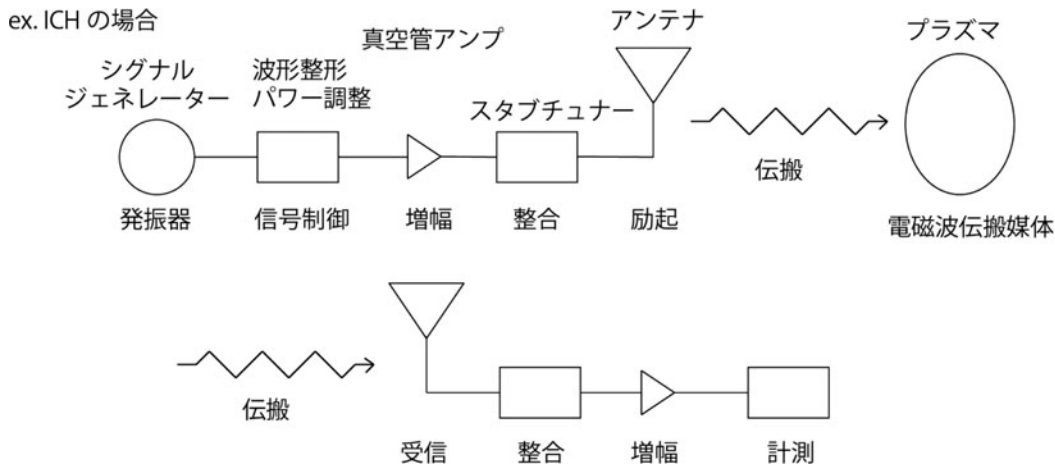 ex. ICH の場合
シグナル
ジェネレーター
波形整形
パワー調整
真空管アンプ
スタブチュナー
アンテナ
プラズマ
伝搬
発振器
信号制御
増幅
整合
励起
電磁波伝搬媒体
伝搬
受信
整合
増幅
計測